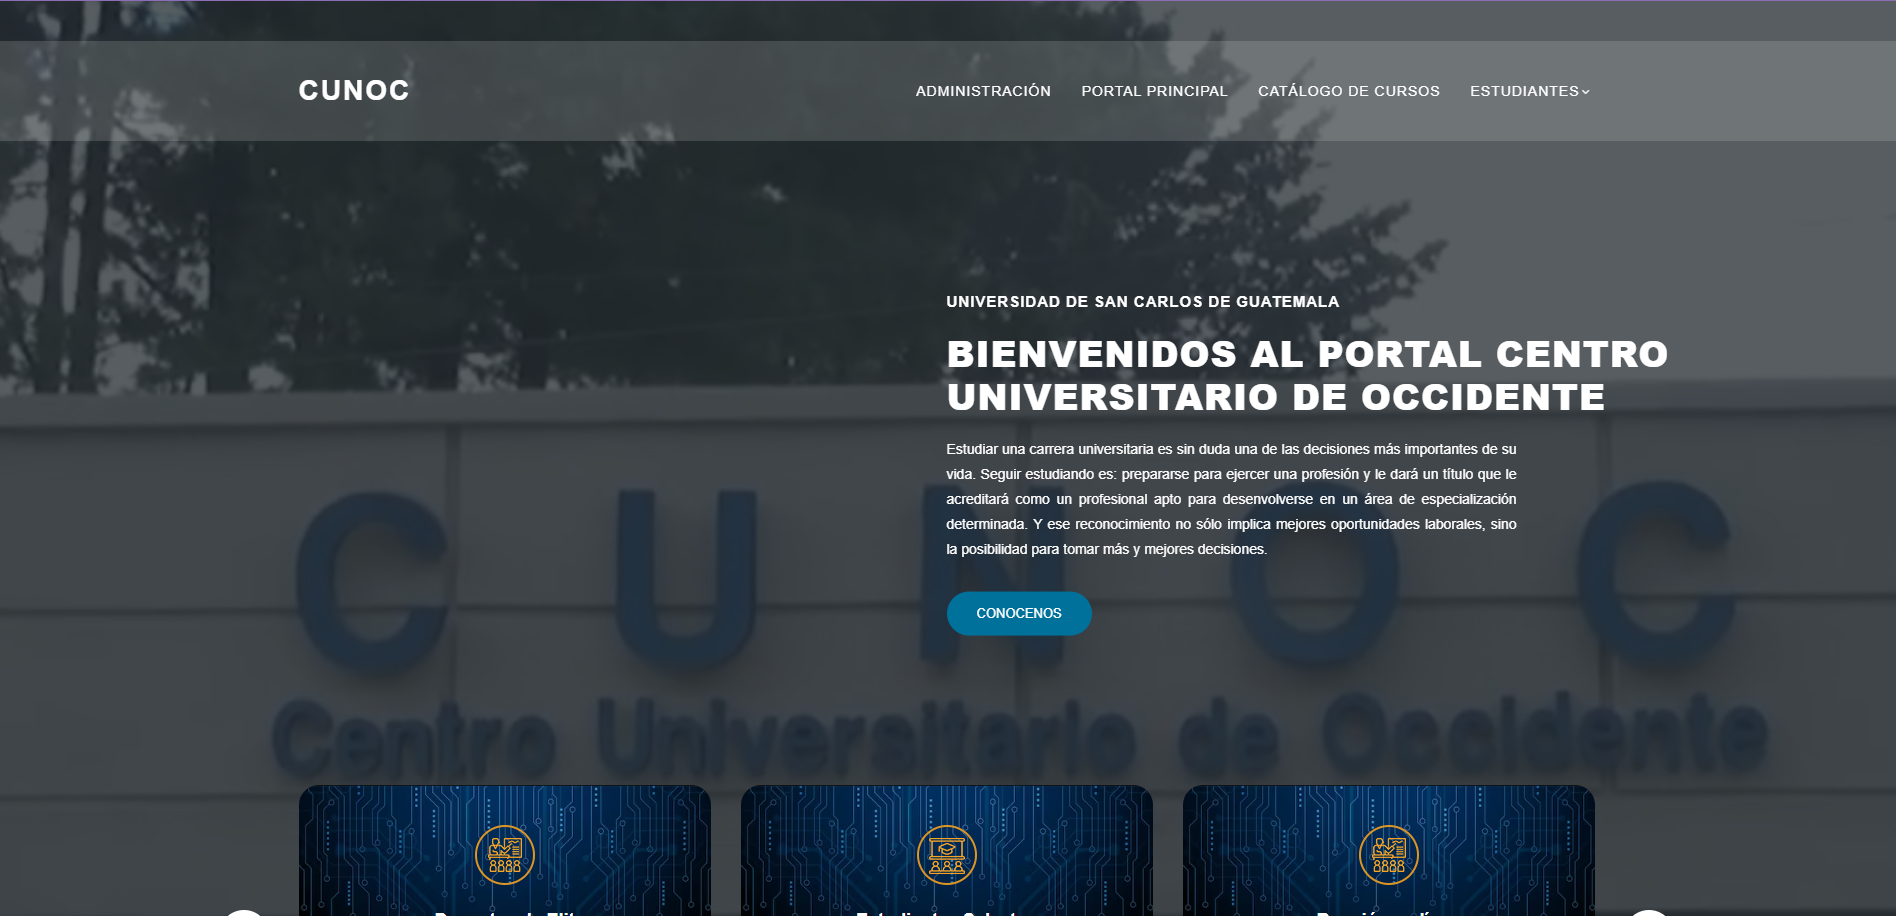 CUNOC
ADMINISTRACIÓN
PORTAL PRINCIPAL
CATÁLOGO DE CURSOS
ESTUDIANTES
UNIVERSIDAD DE SAN CARLOS DE GUATEMALA
BIENVENIDOS AL PORTAL CENTRO
UNIVERSITARIO DE OCCIDENTE
Estudiar una carrera universitaria es sin duda una de las decisiones más importantes de su
vida. Seguir estudiando es: prepararse para ejercer una profesión y le dará un título que le
acreditará como un profesional apto para desenvolverse en un área de especialización
determinada. Y ese reconocimiento no sólo implica mejores oportunidades laborales, sino
la posibilidad para tomar más y mejores decisiones.
CONOCENOS
CUNOC
Centro Universitario de Occidente